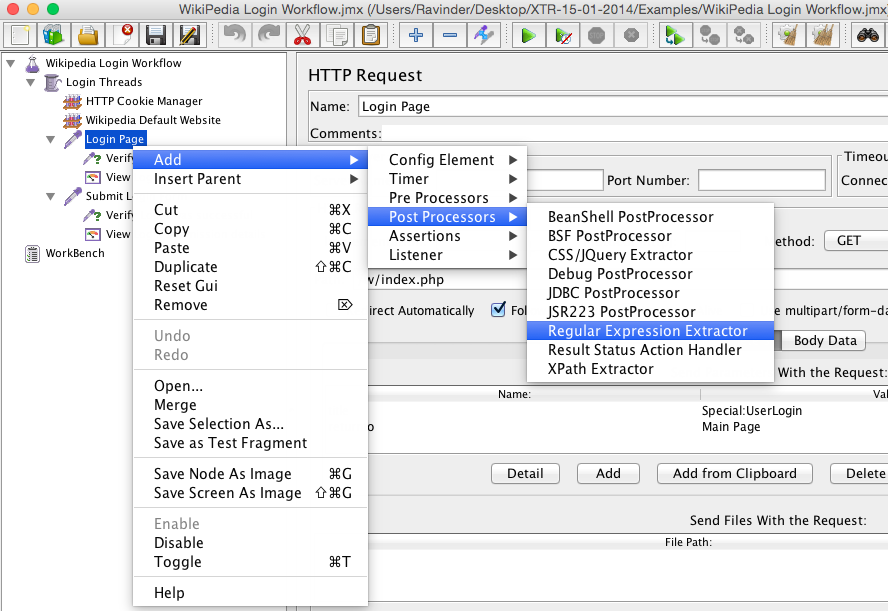 WikiPedia Login Workflow.jmx (/Users/Ravinder/Desktop/XTR-15-01-2014/Examples/WikiPedia Login Workflow.jmx
Wikipedia Login Workflow
Login Threads
HTTP Cookie Manager
Wikipedia Default Website
Login Page
Verify
View
Submit L
Verify
View
WorkBench
HTTP Request
Name: Login Page
Comments:
Timeou
Port Number:
Connec
ethod: GET
w/index.php
direct Automatically
Fol
e multipart/form-da
Body Data
With the Request:
Name:
Val
Special:UserLogin
o
Main Page
Detail
Add
Add from Clipboard
Delete
Send Files With the Request:
File Path:
Add
Insert Parent
Cut ⌘X
Copy ⌘C
Paste ⌘V
Duplicate ⇧⌘C
Reset Gui
Remove ⌦
Undo
Redo
Open...
Merge
Save Selection As...
Save as Test Fragment
Save Node As Image ⌘G
Save Screen As Image ⇧⌘G
Enable
Disable
Toggle ⌘T
Help
Config Element
Timer
Pre Processors
Post Processors
Assertions
Listener
BeanShell PostProcessor
BSF PostProcessor
CSS/JQuery Extractor
Debug PostProcessor
JDBC PostProcessor
JSR223 PostProcessor
Regular Expression Extractor
Result Status Action Handler
XPath Extractor